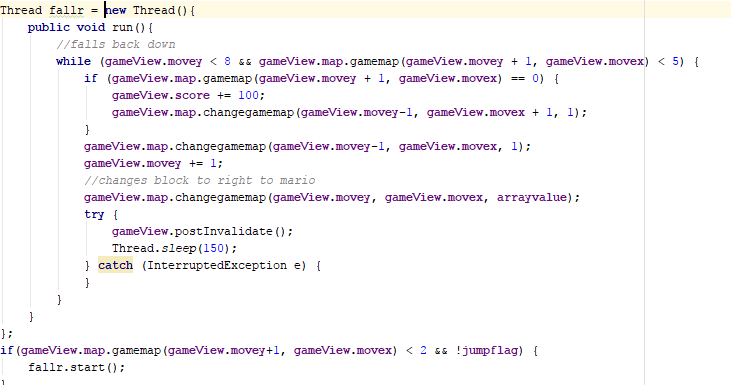 Thread fallr = new Thread(){
    public void run(){
        //falls back down
        while (gameView.movey < 8 && gameView.map.gamemap(gameView.movey + 1, gameView.movex) < 5) {
            if (gameView.map.gamemap(gameView.movey + 1, gameView.movex) == 0) {
                gameView.score += 100;
                gameView.map.changegamemap(gameView.movey-1, gameView.movex + 1, 1);
            }
            gameView.map.changegamemap(gameView.movey-1, gameView.movex, 1);
            gameView.movey += 1;
            //changes block to right to mario
            gameView.map.changegamemap(gameView.movey, gameView.movex, arrayvalue);
            try {
                gameView.postInvalidate();
                Thread.sleep(150);
            } catch (InterruptedException e) {
            }
        }
    }
};
if(gameView.map.gamemap(gameView.movey+1, gameView.movex) < 2 && !jumpflag) {
    fallr.start();
}